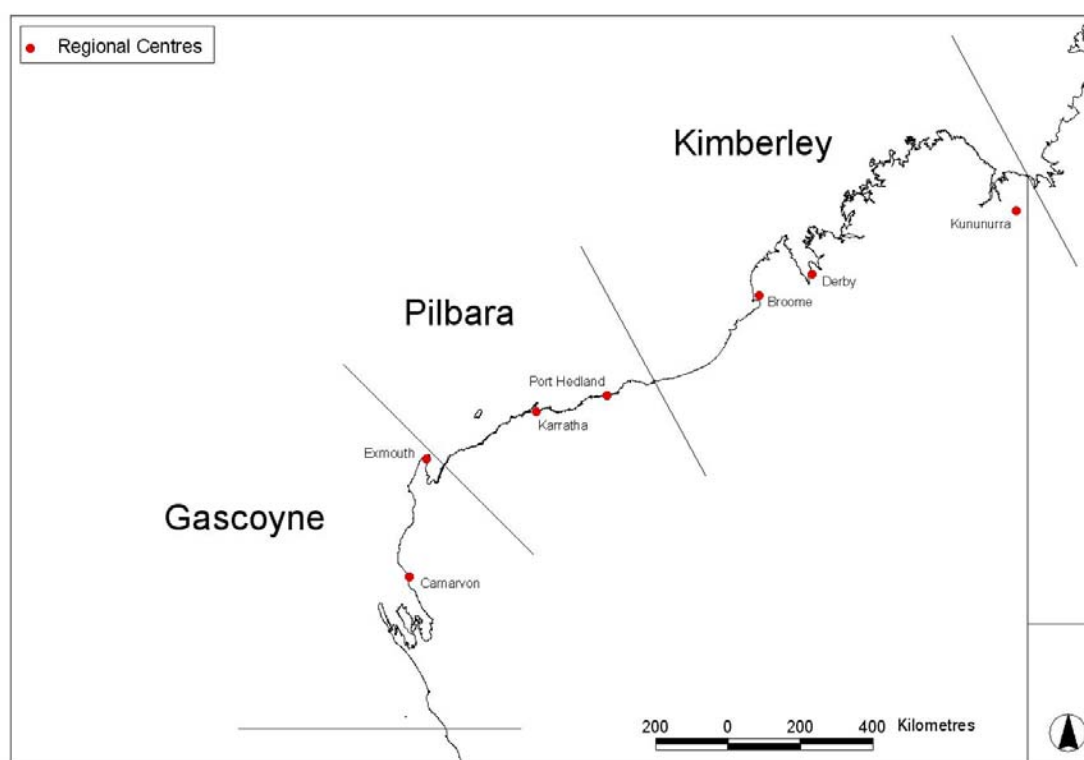 Regional Centres
Kimberley
Kununurra
Derby
Broome
Pilbara
Port Hedland
Karratha
Exmouth
Gascoyne
Carnarvon
200 0 200 400 Kilometres